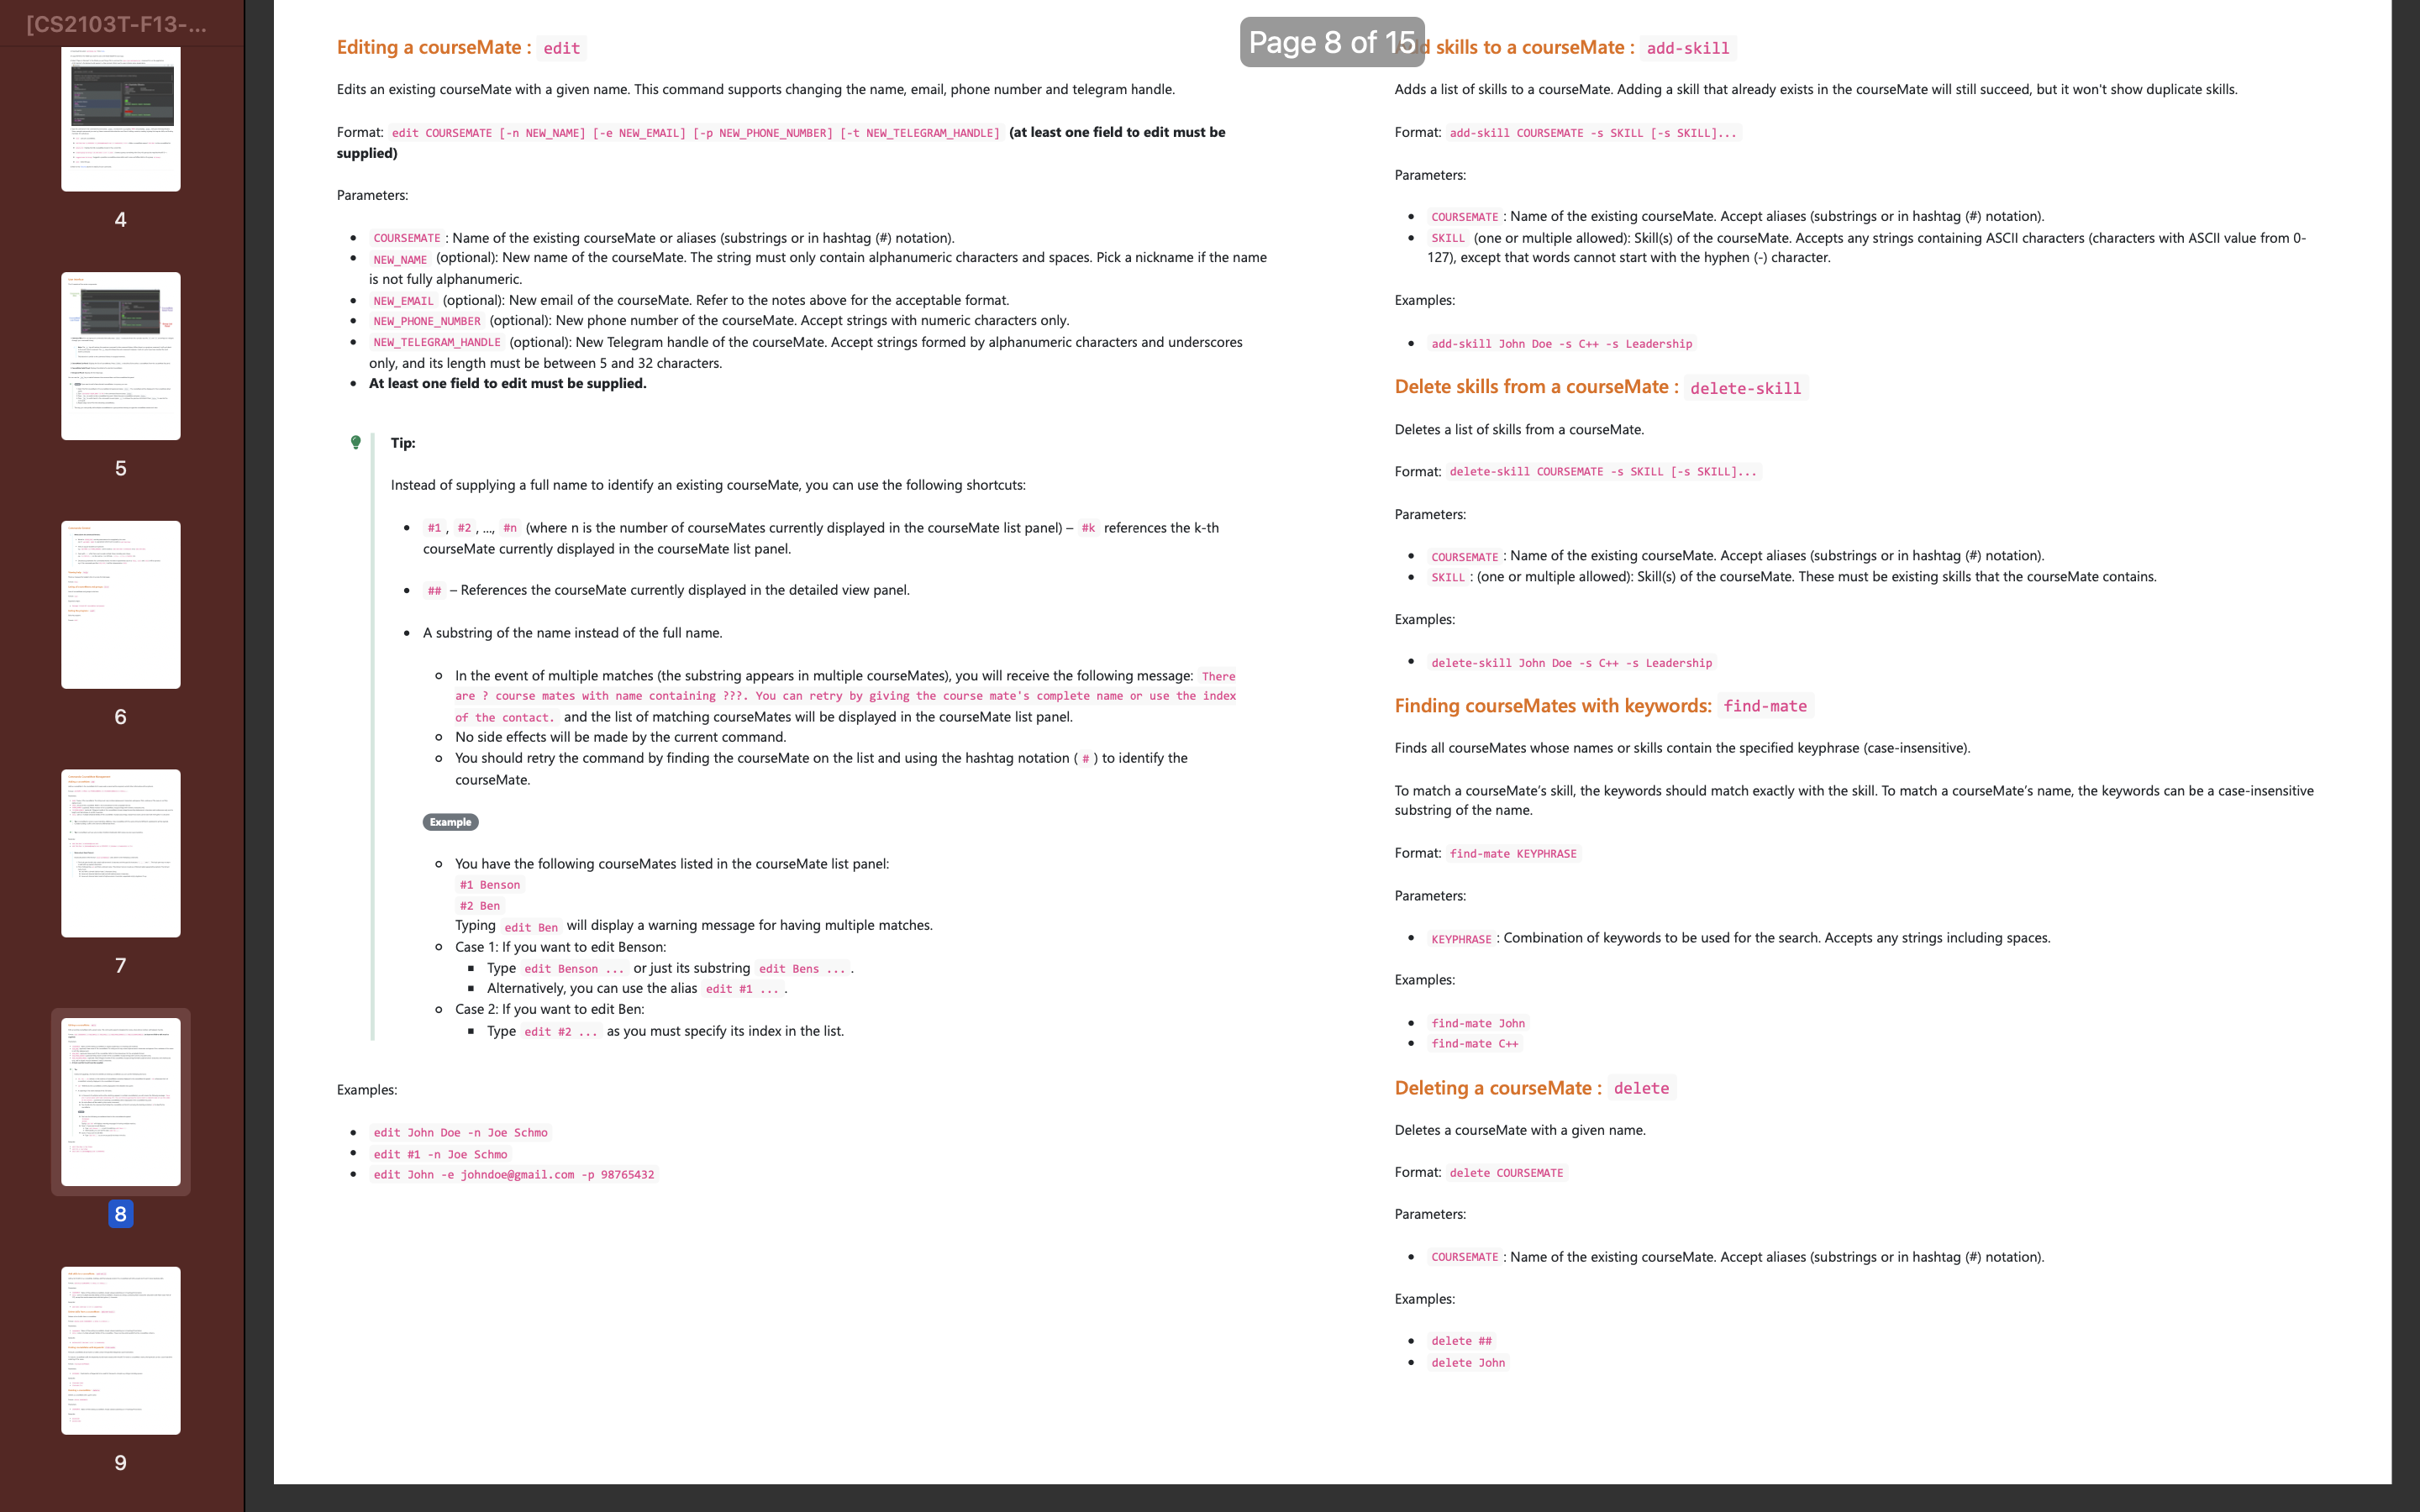 [CS2103T-F13-...
4
5
6
7
8
9
Page 8 of 15
Editing a courseMate : edit
Edits an existing courseMate with a given name. This command supports changing the name, email, phone number and telegram handle.
Format: edit COURSEMATE [-n NEW_NAME] [-e NEW_EMAIL] [-p NEW_PHONE_NUMBER] [-t NEW_TELEGRAM_HANDLE] (at least one field to edit must be
supplied)
Parameters:
• COURSEMATE : Name of the existing courseMate or aliases (substrings or in hashtag (#) notation).
• NEW_NAME (optional): New name of the courseMate. The string must only contain alphanumeric characters and spaces. Pick a nickname if the name
is not fully alphanumeric.
• NEW_EMAIL (optional): New email of the courseMate. Refer to the notes above for the acceptable format.
• NEW_PHONE_NUMBER (optional): New phone number of the courseMate. Accept strings with numeric characters only.
• NEW_TELEGRAM_HANDLE (optional): New Telegram handle of the courseMate. Accept strings formed by alphanumeric characters and underscores
only, and its length must be between 5 and 32 characters.
• At least one field to edit must be supplied.
Tip:
Instead of supplying a full name to identify an existing courseMate, you can use the following shortcuts:
• #1 , #2 , ..., #n (where n is the number of courseMates currently displayed in the courseMate list panel) – #k references the k-th
courseMate currently displayed in the courseMate list panel.
• ## – References the courseMate currently displayed in the detailed view panel.
• A substring of the name instead of the full name.
In the event of multiple matches (the substring appears in multiple courseMates), you will receive the following message: There
are ? course mates with name containing ???. You can retry by giving the course mate's complete name or use the index
of the contact. and the list of matching courseMates will be displayed in the courseMate list panel.
No side effects will be made by the current command.
You should retry the command by finding the courseMate on the list and using the hashtag notation ( # ) to identify the
courseMate.
Example
You have the following courseMates listed in the courseMate list panel:
#1 Benson
#2 Ben
Typing edit Ben will display a warning message for having multiple matches.
Case 1: If you want to edit Benson:
Type edit Benson ... or just its substring edit Bens ... .
Alternatively, you can use the alias edit #1 ... .
Case 2: If you want to edit Ben:
Type edit #2 ... as you must specify its index in the list.
Examples:
• edit John Doe -n Joe Schmo
• edit #1 -n Joe Schmo
• edit John -e johndoe@gmail.com -p 98765432
skills to a courseMate : add-skill
Adds a list of skills to a courseMate. Adding a skill that already exists in the courseMate will still succeed, but it won't show duplicate skills.
Format: add-skill COURSEMATE -s SKILL [-s SKILL]...
Parameters:
• COURSEMATE : Name of the existing courseMate. Accept aliases (substrings or in hashtag (#) notation).
• SKILL (one or multiple allowed): Skill(s) of the courseMate. Accepts any strings containing ASCII characters (characters with ASCII value from 0-
127), except that words cannot start with the hyphen (-) character.
Examples:
• add-skill John Doe -s C++ -s Leadership
Delete skills from a courseMate : delete-skill
Deletes a list of skills from a courseMate.
Format: delete-skill COURSEMATE -s SKILL [-s SKILL]...
Parameters:
• COURSEMATE : Name of the existing courseMate. Accept aliases (substrings or in hashtag (#) notation).
• SKILL : (one or multiple allowed): Skill(s) of the courseMate. These must be existing skills that the courseMate contains.
Examples:
• delete-skill John Doe -s C++ -s Leadership
Finding courseMates with keywords: find-mate
Finds all courseMates whose names or skills contain the specified keyphrase (case-insensitive).
To match a courseMate's skill, the keywords should match exactly with the skill. To match a courseMate's name, the keywords can be a case-insensitive
substring of the name.
Format: find-mate KEYPHRASE
Parameters:
• KEYPHRASE : Combination of keywords to be used for the search. Accepts any strings including spaces.
Examples:
• find-mate John
• find-mate C++
Deleting a courseMate : delete
Deletes a courseMate with a given name.
Format: delete COURSEMATE
Parameters:
• COURSEMATE : Name of the existing courseMate. Accept aliases (substrings or in hashtag (#) notation).
Examples:
• delete ##
• delete John